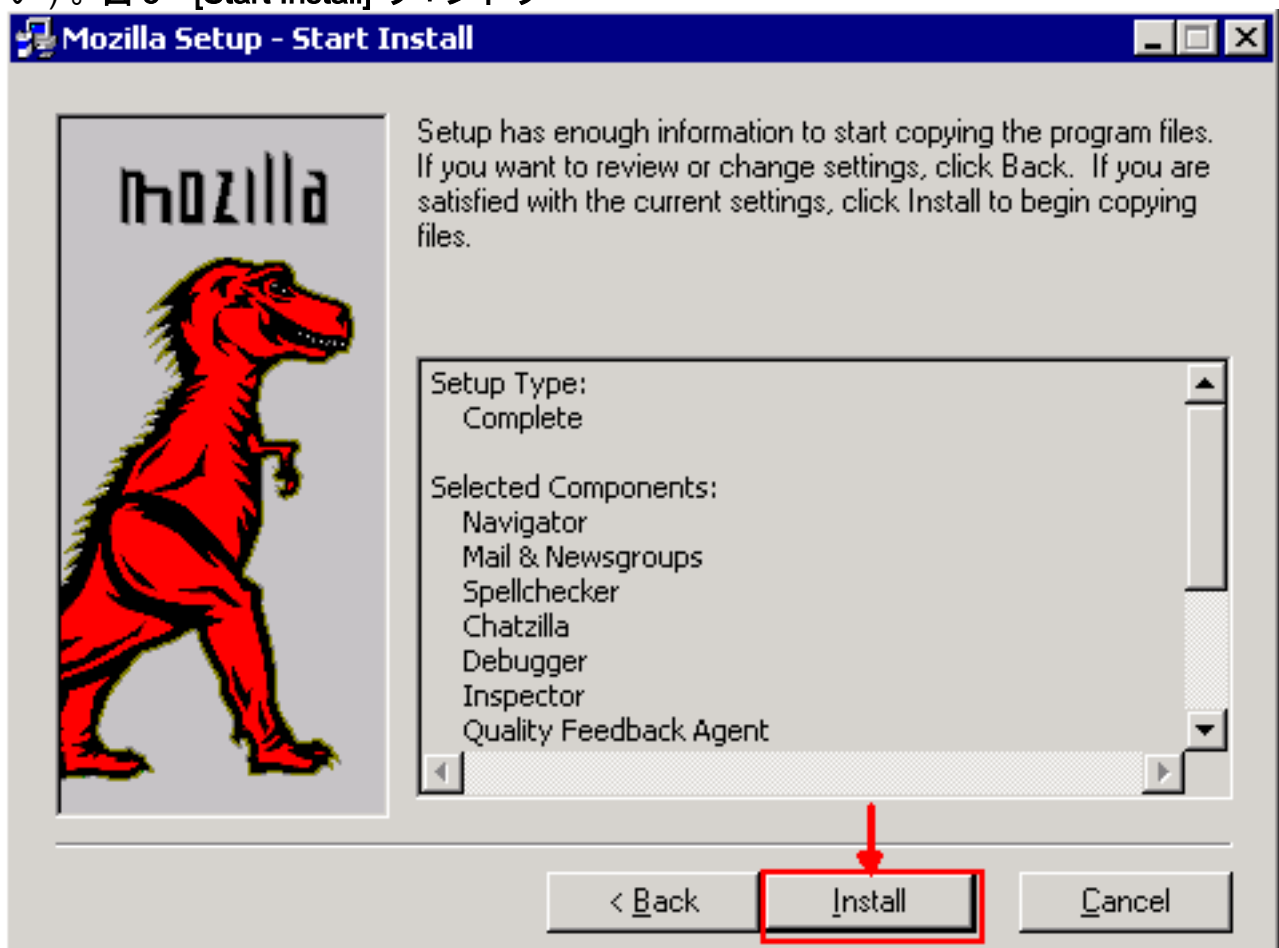 [Start Install]
Mozilla Setup - Start Install
mozilla
Setup has enough information to start copying the program files.
If you want to review or change settings, click Back. If you are
satisfied with the current settings, click Install to begin copying
files.
Setup Type:
Complete
Selected Components:
Navigator
Mail & Newsgroups
Spellchecker
Chatzilla
Debugger
Inspector
Quality Feedback Agent
< Back
Install
Cancel